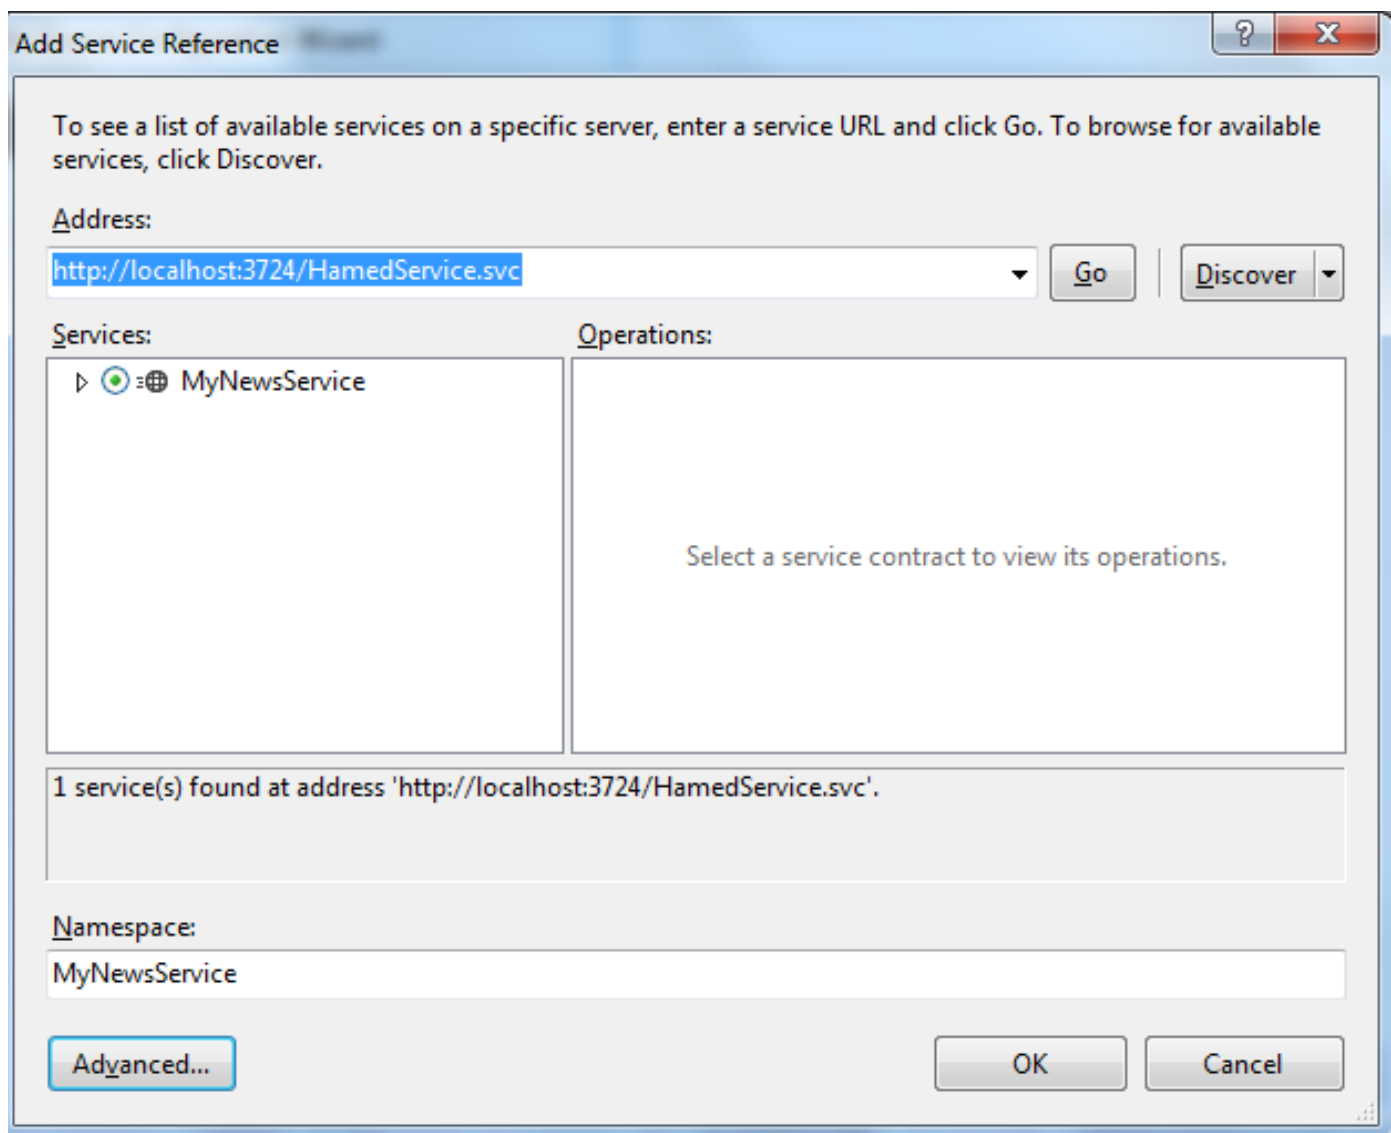 Add Service Reference
To see a list of available services on a specific server, enter a service URL and click Go. To browse for available
services, click Discover.
Address:
http://localhost:3724/HamedService.svc
Go
Discover
Services:
Operations:
MyNewsService
Select a service contract to view its operations.
1 service(s) found at address 'http://localhost:3724/HamedService.svc'.
Namespace:
MyNewsService
Advanced...
OK
Cancel